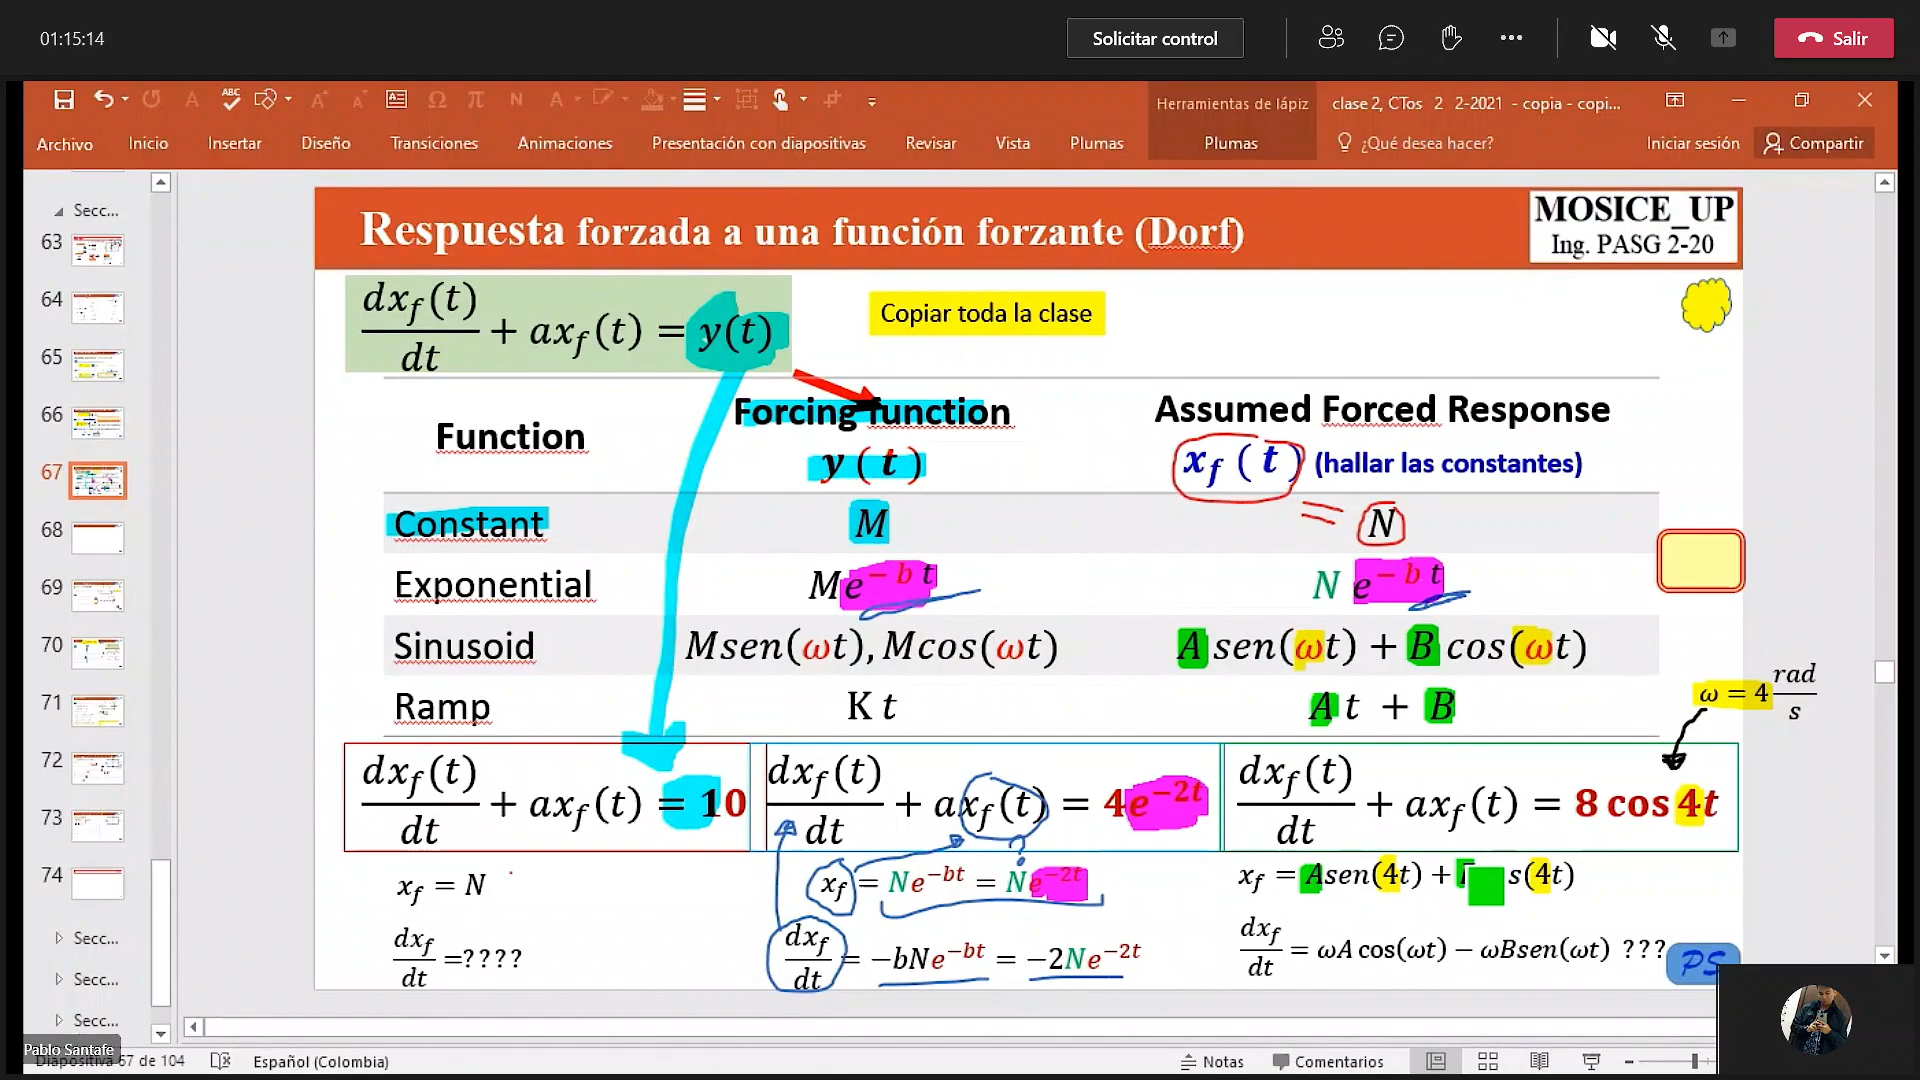 01:15:14
Solicitar control
Salir
Herramientas de lápiz
clase 2, CTos 2 2-2021 - copia - copi...
Archivo Inicio Insertar Diseño Transiciones Animaciones Presentación con diapositivas Revisar Vista Plumas Plumas ¿Qué desea hacer? Iniciar sesión Compartir
Secc...
63
64
65
66
67
68
69
70
71
72
73
74
Secc...
Secc...
Secc...
Respuesta forzada a una función forzante (Dorf)
MOSICE_UP
Ing. PASG 2-20
dx_f(t)/dt + ax_f(t) = y(t)
Copiar toda la clase
Function
Forcing function
y ( t )
Assumed Forced Response
x_f ( t ) (hallar las constantes)
Constant M = N
Exponential Me^{-bt} N e^{-bt}
Sinusoid Msen(ωt), Mcos(ωt) A sen(ωt) + B cos(ωt)
Ramp K t A t + B
ω = 4 rad/s
dx_f(t)/dt + ax_f(t) = 10
dx_f(t)/dt + ax_f(t) = 4e^{-2t}
dx_f(t)/dt + ax_f(t) = 8 cos 4t
x_f = N
?
x_f = Ne^{-bt} = Ne^{-2t}
x_f = Asen(4t) + s(4t)
dx_f/dt =????
dx_f/dt = -bNe^{-bt} = -2Ne^{-2t}
dx_f/dt = ωA cos(ωt) − ωBsen(ωt) ???
PS
Pablo Santafe
Diapositiva 67 de 104 Español (Colombia) Notas Comentarios